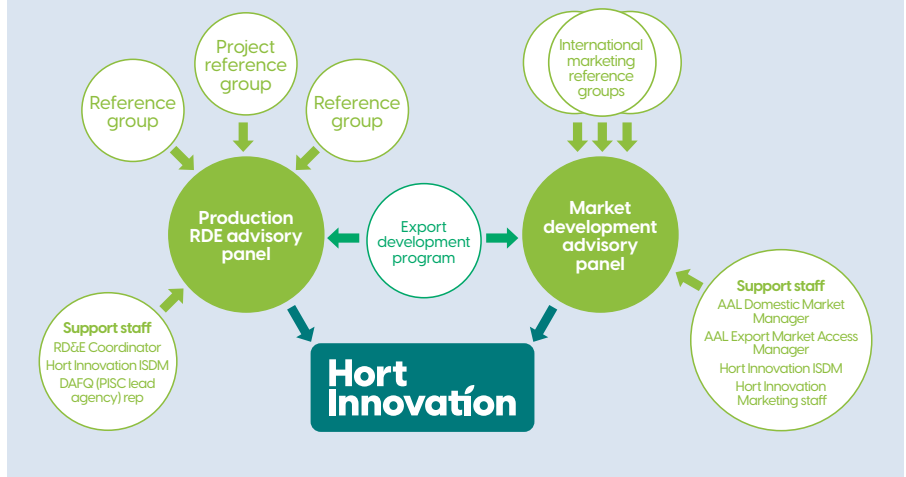 Project
reference
group
International
marketing
reference
groups
Reference
group
Reference
group
Production
RDE advisory
panel
Export
development
program
Market
development
advisory
panel
Support staff
RD&E Coordinator
Hort Innovation ISDM
DAFQ (PISC lead
agency) rep
Hort
Innovation
Support staff
AAL Domestic Market
Manager
AAL Export Market Access
Manager
Hort Innovation ISDM
Hort Innovation
Marketing staff